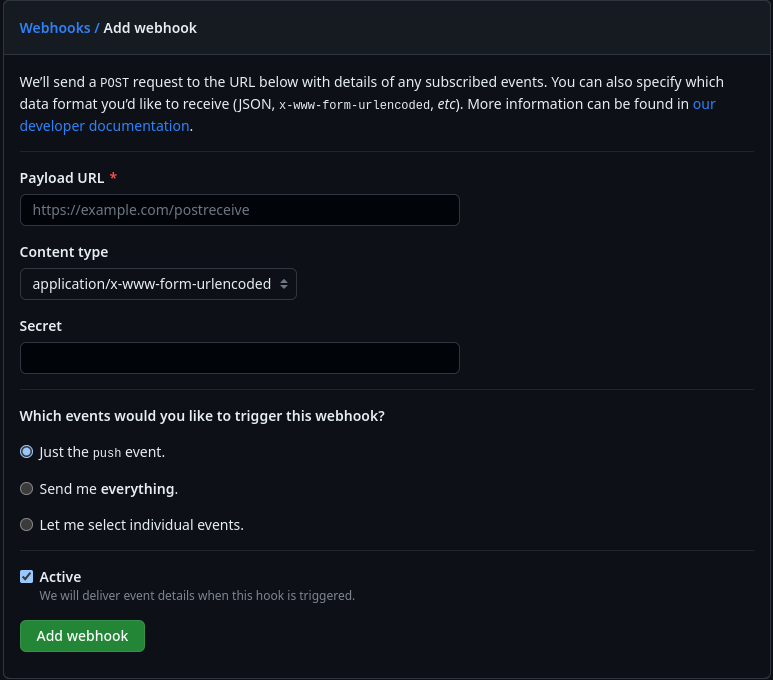 Webhooks / Add webhook
We’ll send a POST request to the URL below with details of any subscribed events. You can also specify which
data format you’d like to receive (JSON, x-www-form-urlencoded, etc). More information can be found in our
developer documentation.
Payload URL *
https://example.com/postreceive
Content type
application/x-www-form-urlencoded
Secret
Which events would you like to trigger this webhook?
Just the push event.
Send me everything.
Let me select individual events.
Active
We will deliver event details when this hook is triggered.
Add webhook